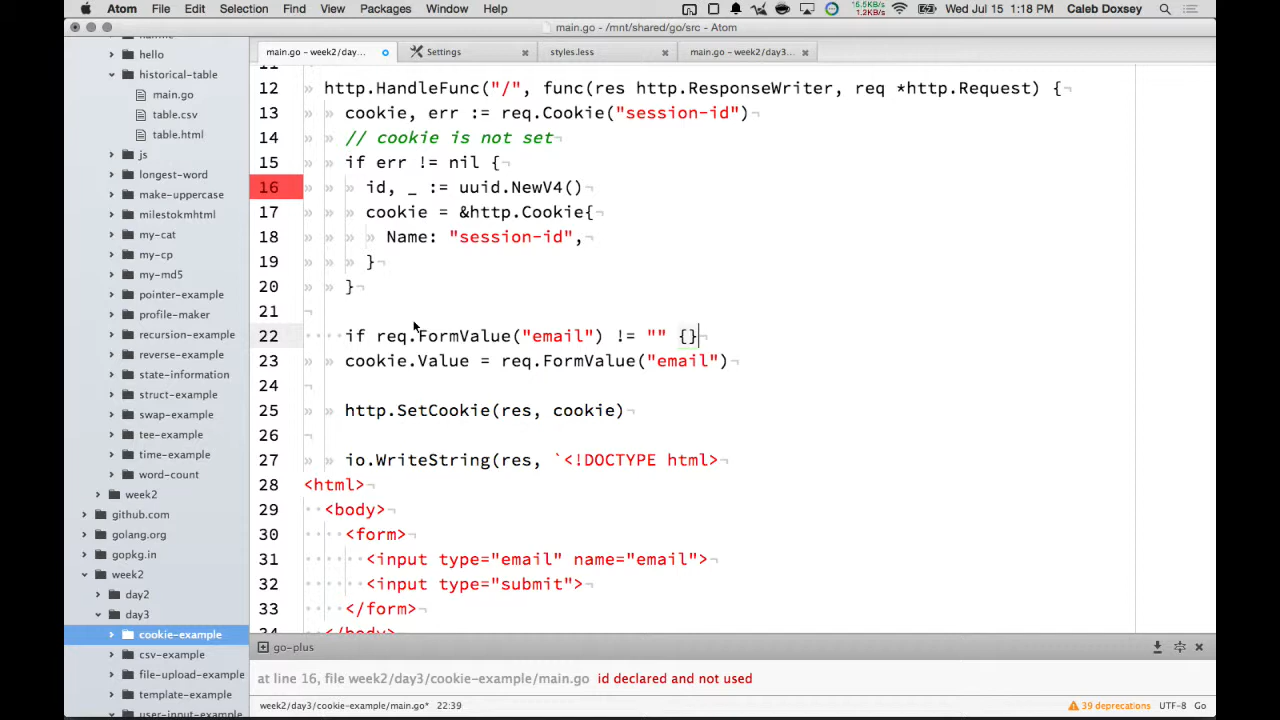 Atom File Edit Selection Find View Packages Window Help 16.5KB/s 1.2KB/s Wed Jul 15 1:18 PM Caleb Doxsey
main.go - /mnt/shared/go/src - Atom
main.go – week2/day... Settings styles.less main.go – week2/day3...
hello
historical-table
main.go
table.csv
table.html
js
longest-word
make-uppercase
milestokmhtml
my-cat
my-cp
my-md5
pointer-example
profile-maker
recursion-example
reverse-example
state-information
struct-example
swap-example
tee-example
time-example
word-count
week2
github.com
golang.org
gopkg.in
week2
day2
day3
cookie-example
csv-example
file-upload-example
template-example
user-input-example
11
12 http.HandleFunc("/", func(res http.ResponseWriter, req *http.Request) {
13 cookie, err := req.Cookie("session-id")
14 // cookie is not set
15 if err != nil {
16 id, _ := uuid.NewV4()
17 cookie = &http.Cookie{
18 Name: "session-id",
19 }
20 }
21
22 if req.FormValue("email") != "" {}
23 cookie.Value = req.FormValue("email")
24
25 http.SetCookie(res, cookie)
26
27 io.WriteString(res, `<!DOCTYPE html>
28 <html>
29 <body>
30 <form>
31 <input type="email" name="email">
32 <input type="submit">
33 </form>
34 </body>
go-plus
at line 16, file week2/day3/cookie-example/main.go id declared and not used
week2/day3/cookie-example/main.go* 22:39 39 deprecations UTF-8 Go